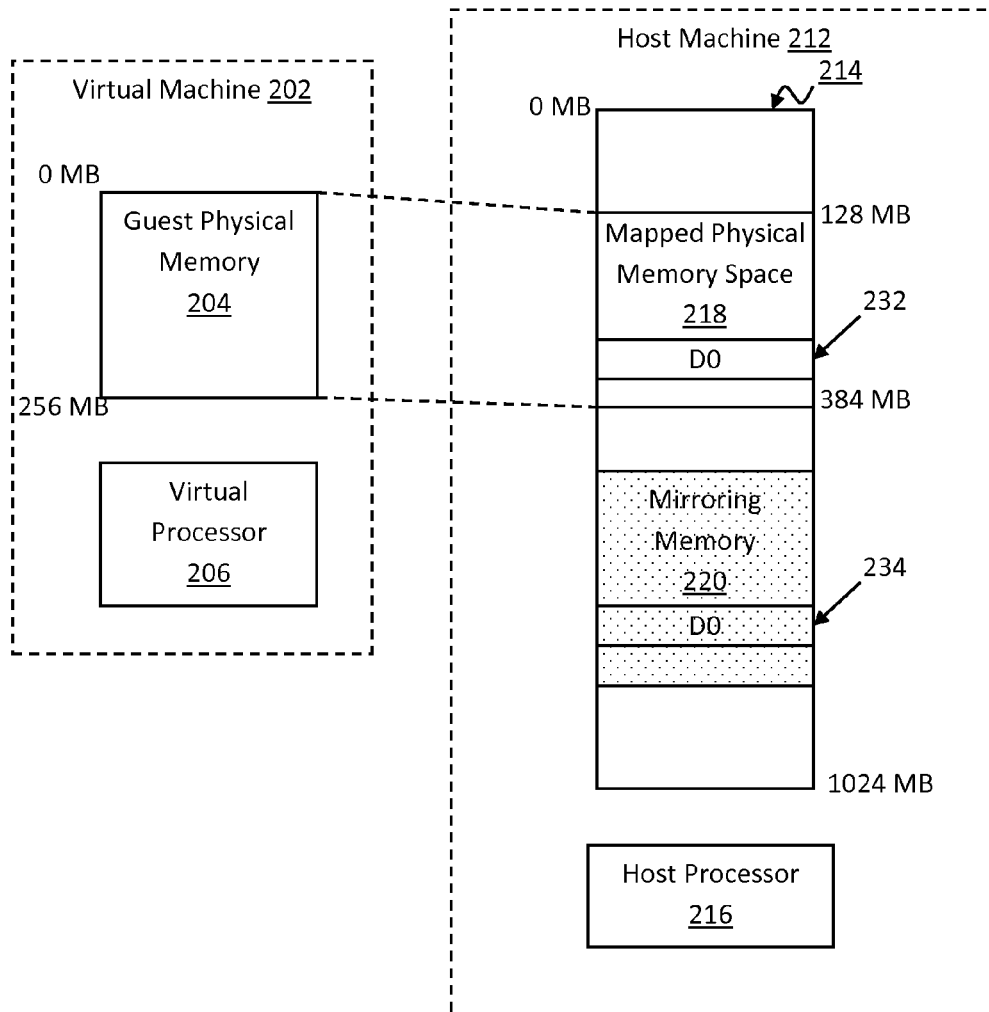 Host Machine 212
214
Virtual Machine 202
0 MB
0 MB
Guest Physical
Memory
204
128 MB
Mapped Physical
Memory Space
218
232
D0
256 MB
384 MB
Virtual
Processor
206
Mirroring
Memory
220
234
D0
1024 MB
Host Processor
216